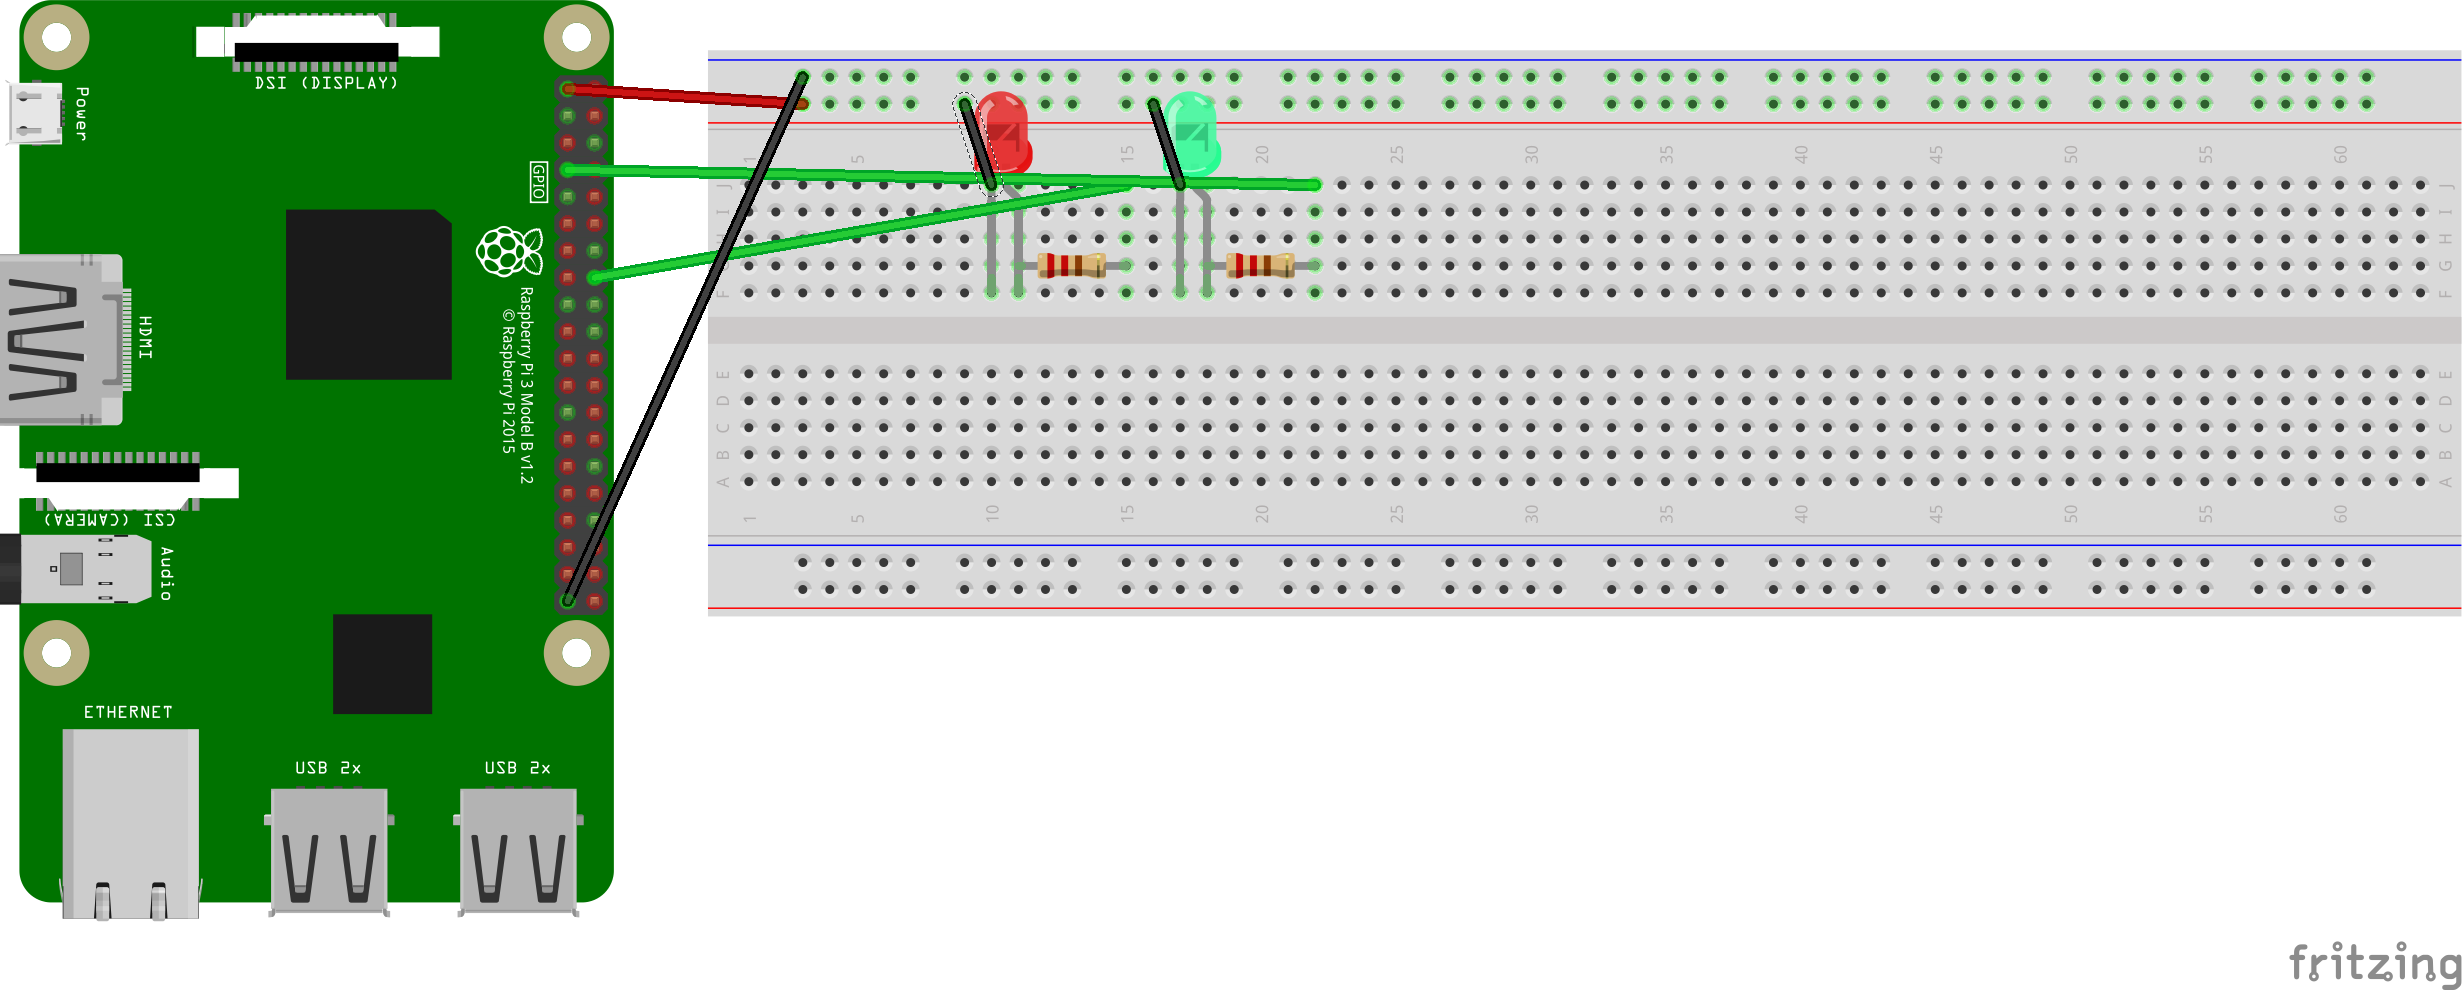 DSI (DISPLAY)
Power
GPIO
HDMI
Raspberry Pi 3 Model B v1.2
© Raspberry Pi 2015
CSI (CAMERA)
Audio
ETHERNET
USB 2x
USB 2x
1 5 15 20 25 30 35 40 45 50 55 60
J J
I I
H
G
F F
E E
D D
C C
B B
A A
1 5 10 15 20 25 30 35 40 45 50 55 60
fritzing